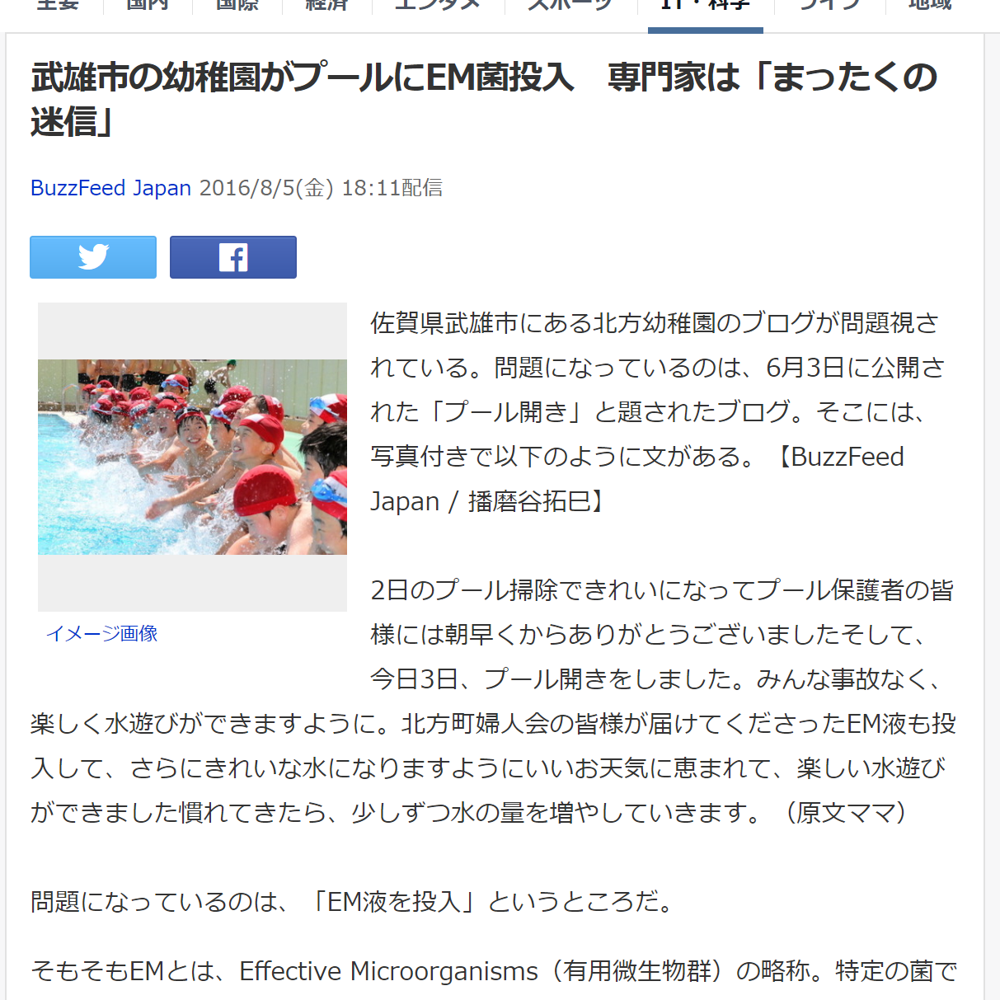 主要 国内 国際 経済 エンタメ スポーツ IT・科学 ライフ 地域
武雄市の幼稚園がプールにEM菌投入　専門家は「まったくの
迷信」
BuzzFeed Japan 2016/8/5(金) 18:11配信
佐賀県武雄市にある北方幼稚園のブログが問題視さ
れている。問題になっているのは、6月3日に公開さ
れた「プール開き」と題されたブログ。そこには、
写真付きで以下のように文がある。【BuzzFeed
Japan / 播磨谷拓巳】
イメージ画像
2日のプール掃除できれいになってプール保護者の皆
様には朝早くからありがとうございましたそして、
今日3日、プール開きをしました。みんな事故なく、
楽しく水遊びができますように。北方町婦人会の皆様が届けてくださったEM液も投
入して、さらにきれいな水になりますようにいいお天気に恵まれて、楽しい水遊び
ができました慣れてきたら、少しずつ水の量を増やしていきます。（原文ママ）
問題になっているのは、「EM液を投入」というところだ。
そもそもEMとは、Effective Microorganisms（有用微生物群）の略称。特定の菌で